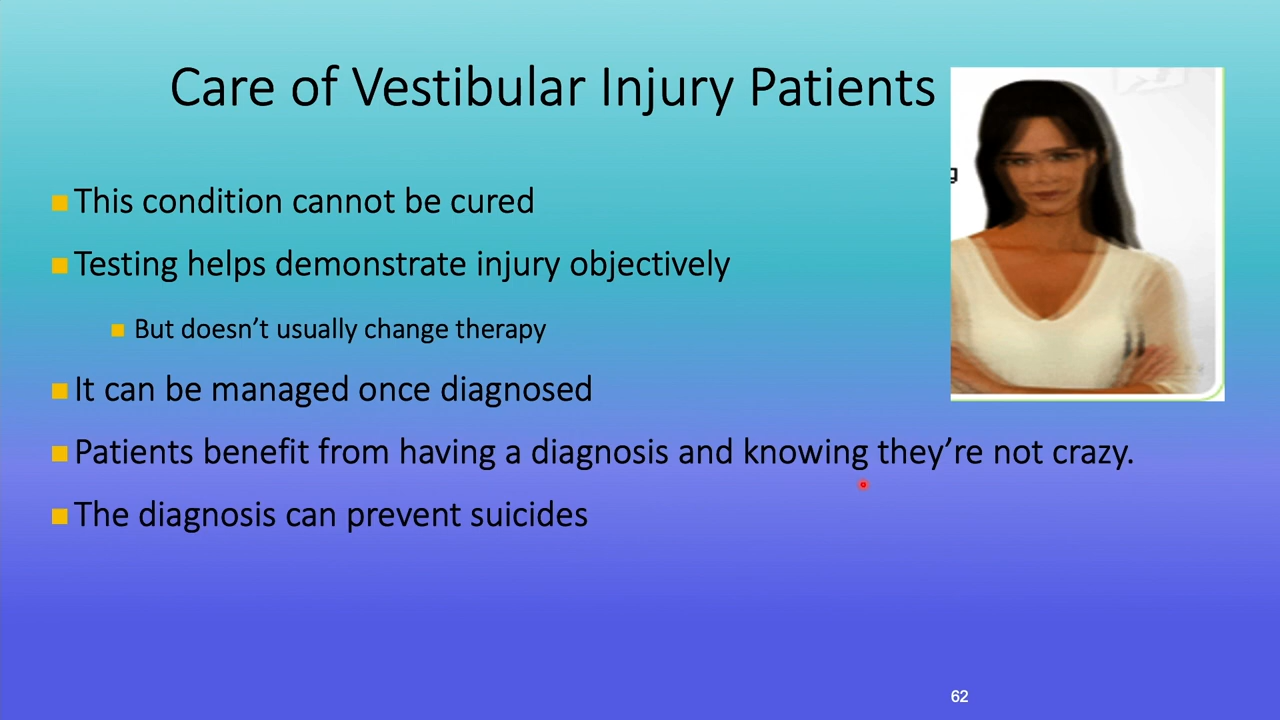 Care of Vestibular Injury Patients
g
This condition cannot be cured
Testing helps demonstrate injury objectively
But doesn’t usually change therapy
It can be managed once diagnosed
Patients benefit from having a diagnosis and knowing they’re not crazy.
The diagnosis can prevent suicides
62